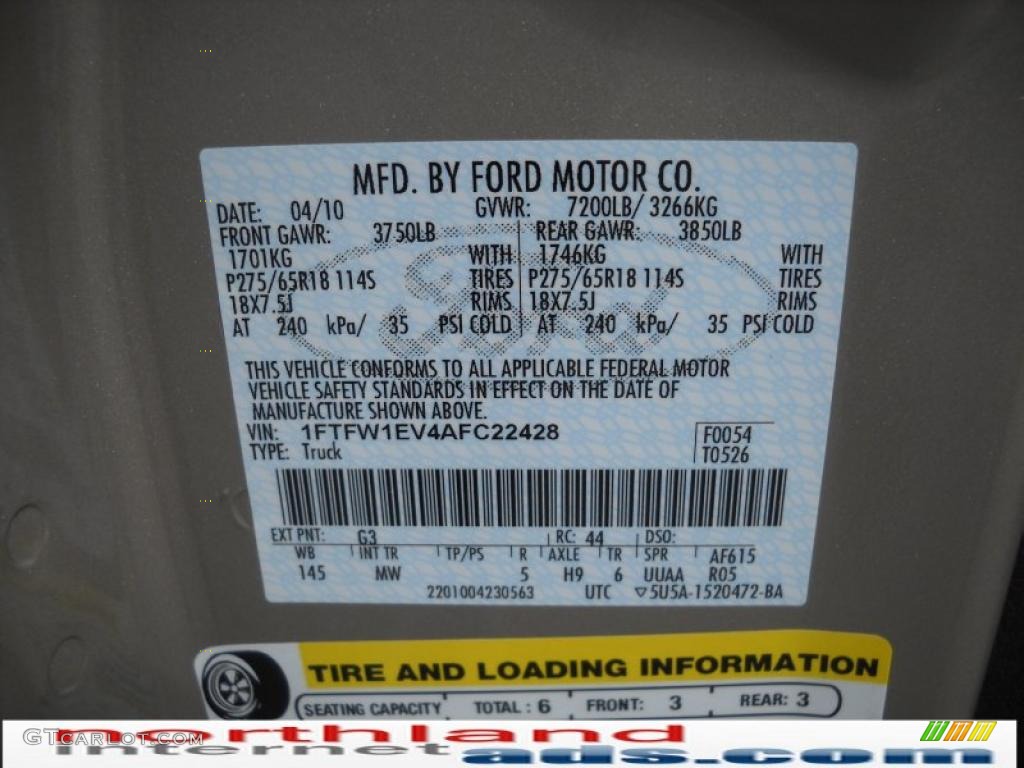 MFD. BY FORD MOTOR CO.
DATE: 04/10 GVWR: 7200LB/ 3266KG
FRONT GAWR: 3750LB REAR GAWR: 3850LB
1701KG WITH 1746KG WITH
P275/65R18 114S TIRES P275/65R18 114S TIRES
18X7.5J RIMS 18X7.5J RIMS
AT 240 kPa/ 35 PSI COLD AT 240 kPa/ 35 PSI COLD
Ford
THIS VEHICLE CONFORMS TO ALL APPLICABLE FEDERAL MOTOR
VEHICLE SAFETY STANDARDS IN EFFECT ON THE DATE OF
MANUFACTURE SHOWN ABOVE.
VIN: 1FTFW1EV4AFC22428 F0054
TYPE: Truck T0526
EXT PNT: G3 RC: 44 DSO:
WB INT TR TP/PS R AXLE TR SPR AF615
145 MW 5 H9 6 UUAA R05
2201004230563 UTC ▽5U5A-1520472-BA
TIRE AND LOADING INFORMATION
SEATING CAPACITY TOTAL : 6 FRONT: 3 REAR: 3
GTCarLot.com
northland
internet ads.com